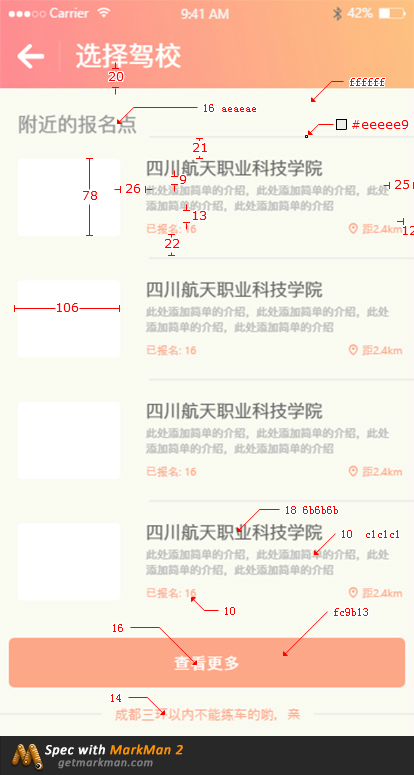 Carrier 9:41 AM 42%
选择驾校
20
ffffff
附近的报名点
16 aeaeae
#eeeee9
21
四川航天职业科技学院
9
26
25
78
此处添加简单的介绍，此处添加简单的介绍，此处
添加简单的介绍，此处添加简单的介绍
13
12
已报名: 16 距2.4km
22
四川航天职业科技学院
106
此处添加简单的介绍，此处添加简单的介绍，此处
添加简单的介绍，此处添加简单的介绍
已报名: 16 距2.4km
四川航天职业科技学院
此处添加简单的介绍，此处添加简单的介绍，此处
添加简单的介绍，此处添加简单的介绍
已报名: 16 距2.4km
18 6b6b6b
四川航天职业科技学院
10 c1c1c1
此处添加简单的介绍，此处添加简单的介绍，此处
添加简单的介绍，此处添加简单的介绍
已报名: 16 距2.4km
10
fc9b13
16
查看更多
14
成都三环以内不能练车的哟，亲
Spec with MarkMan 2
getmarkman.com